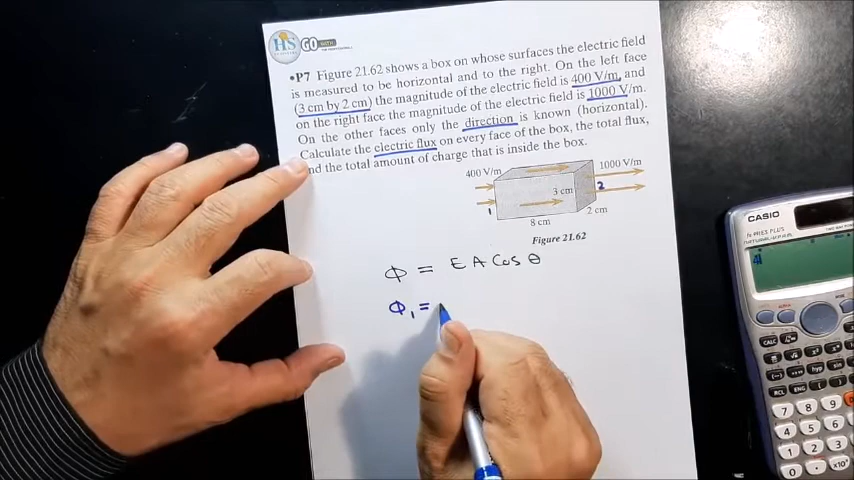 HS GO
•P7 Figure 21.62 shows a box on whose surfaces the electric field
is measured to be horizontal and to the right. On the left face
(3 cm by 2 cm) the magnitude of the electric field is 400 V/m, and
on the right face the magnitude of the electric field is 1000 V/m.
On the other faces only the direction is known (horizontal).
Calculate the electric flux on every face of the box, the total flux,
nd the total amount of charge that is inside the box.
400 V/m 1000 V/m
3 cm 2
1
8 cm 2 cm
Figure 21.62
Φ = E A Cos θ
Φ₁ =
CASIO